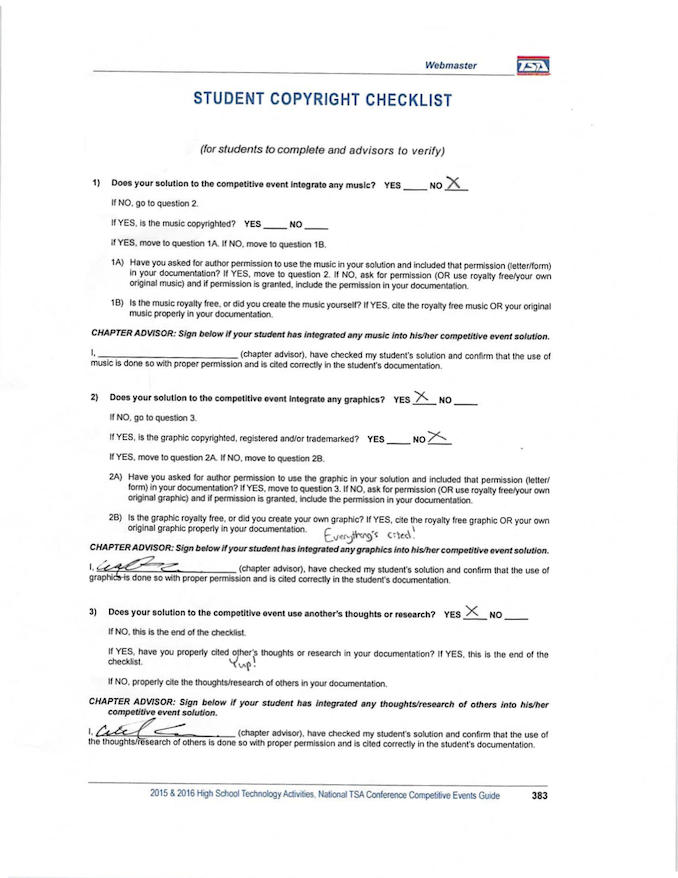 Webmaster
TSA
STUDENT COPYRIGHT CHECKLIST
(for students to complete and advisors to verify)
1) Does your solution to the competitive event integrate any music? YES ____ NO X
If NO, go to question 2.
If YES, is the music copyrighted? YES ____ NO ____
If YES, move to question 1A. If NO, move to question 1B.
1A) Have you asked for author permission to use the music in your solution and included that permission (letter/form)
in your documentation? If YES, move to question 2. If NO, ask for permission (OR use royalty free/your own
original music) and if permission is granted, include the permission in your documentation.
1B) Is the music royalty free, or did you create the music yourself? If YES, cite the royalty free music OR your original
music properly in your documentation.
CHAPTER ADVISOR: Sign below if your student has integrated any music into his/her competitive event solution.
I, ____________________ (chapter advisor), have checked my student's solution and confirm that the use of
music is done so with proper permission and is cited correctly in the student's documentation.
2) Does your solution to the competitive event integrate any graphics? YES X NO ____
If NO, go to question 3.
If YES, is the graphic copyrighted, registered and/or trademarked? YES ____ NO X
If YES, move to question 2A. If NO, move to question 2B.
2A) Have you asked for author permission to use the graphic in your solution and included that permission (letter/
form) in your documentation? If YES, move to question 3. If NO, ask for permission (OR use royalty free/your own
original graphic) and if permission is granted, include the permission in your documentation.
2B) Is the graphic royalty free, or did you create your own graphic? If YES, cite the royalty free graphic OR your own
original graphic properly in your documentation.
Everything's cited!
CHAPTER ADVISOR: Sign below if your student has integrated any graphics into his/her competitive event solution.
I, (chapter advisor), have checked my student's solution and confirm that the use of
graphics is done so with proper permission and is cited correctly in the student's documentation.
3) Does your solution to the competitive event use another's thoughts or research? YES X NO ____
If NO, this is the end of the checklist.
If YES, have you properly cited other's thoughts or research in your documentation? If YES, this is the end of the
checklist.
Yup!
If NO, properly cite the thoughts/research of others in your documentation.
CHAPTER ADVISOR: Sign below if your student has integrated any thoughts/research of others into his/her
competitive event solution.
I, (chapter advisor), have checked my student's solution and confirm that the use of
the thoughts/research of others is done so with proper permission and is cited correctly in the student's documentation.
2015 & 2016 High School Technology Activities, National TSA Conference Competitive Events Guide 383